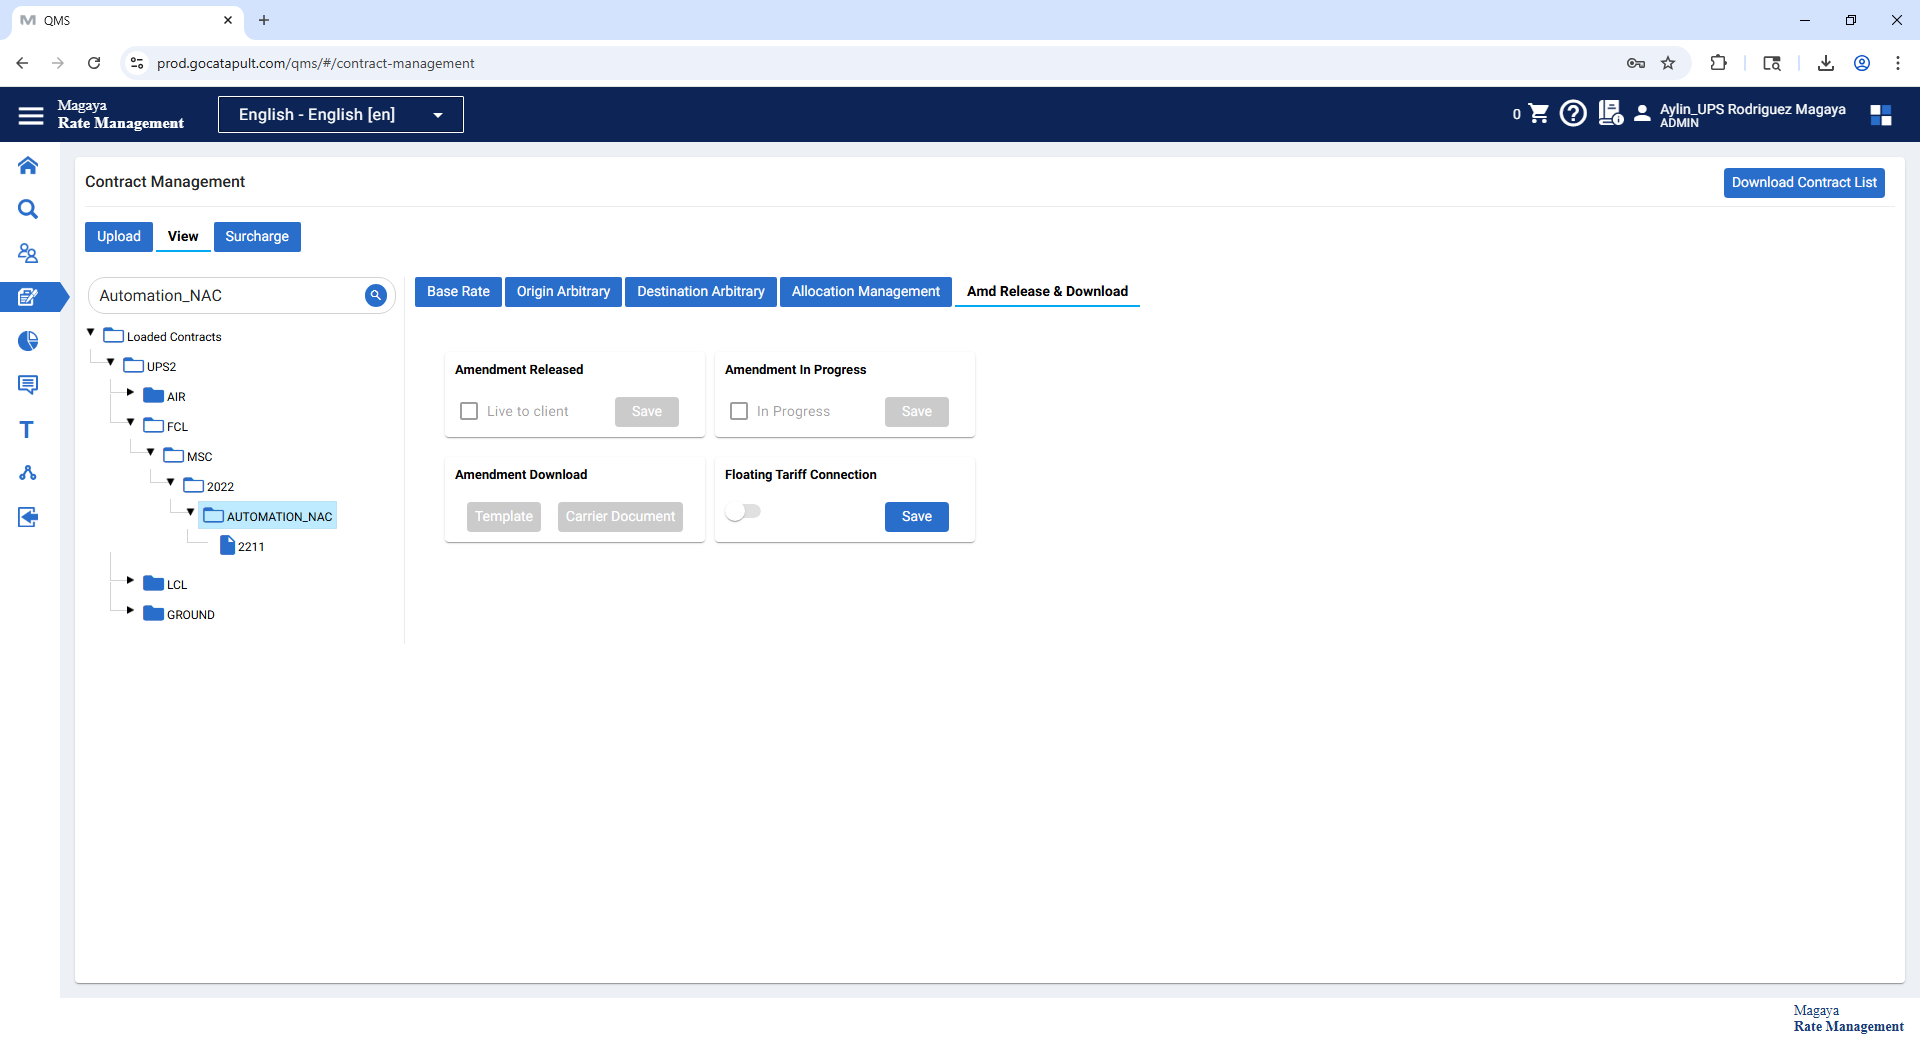 QMS
prod.gocatapult.com/qms/#/contract-management
Magaya
Rate Management
English - English [en]
0
Aylin_UPS Rodriguez Magaya
ADMIN
Contract Management
Download Contract List
Upload
View
Surcharge
Automation_NAC
Base Rate
Origin Arbitrary
Destination Arbitrary
Allocation Management
Amd Release & Download
Loaded Contracts
UPS2
AIR
FCL
MSC
2022
AUTOMATION_NAC
2211
LCL
GROUND
Amendment Released
Live to client
Save
Amendment In Progress
In Progress
Save
Amendment Download
Template
Carrier Document
Floating Tariff Connection
Save
Magaya
Rate Management